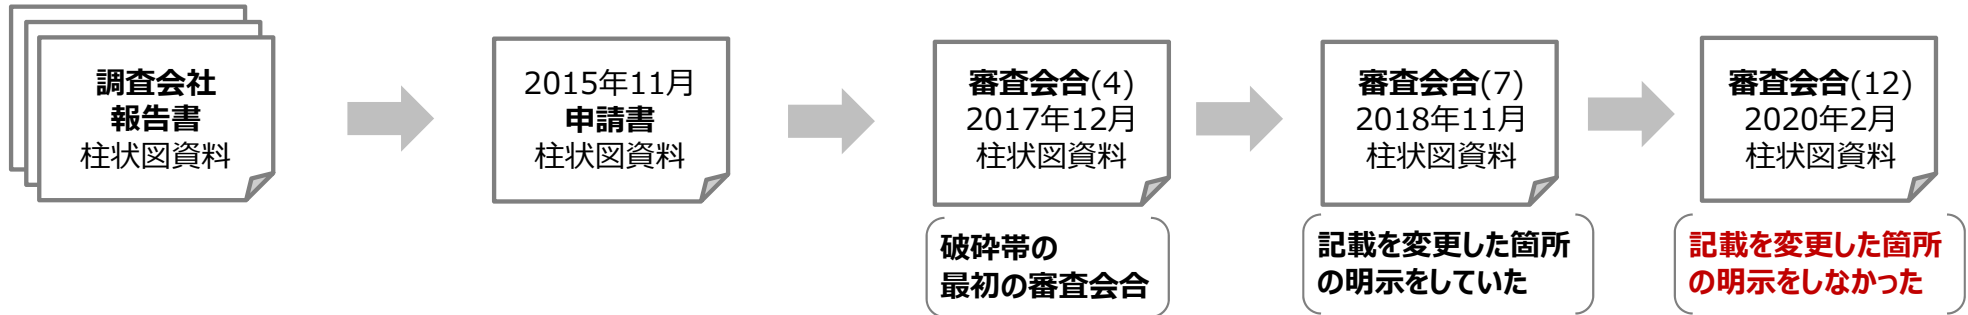 調査会社
報告書
柱状図資料
2015年11月
申請書
柱状図資料
審査会合(4)
2017年12月
柱状図資料
破砕帯の
最初の審査会合
審査会合(7)
2018年11月
柱状図資料
記載を変更した箇所
の明示をしていた
審査会合(12)
2020年2月
柱状図資料
記載を変更した箇所
の明示をしなかった